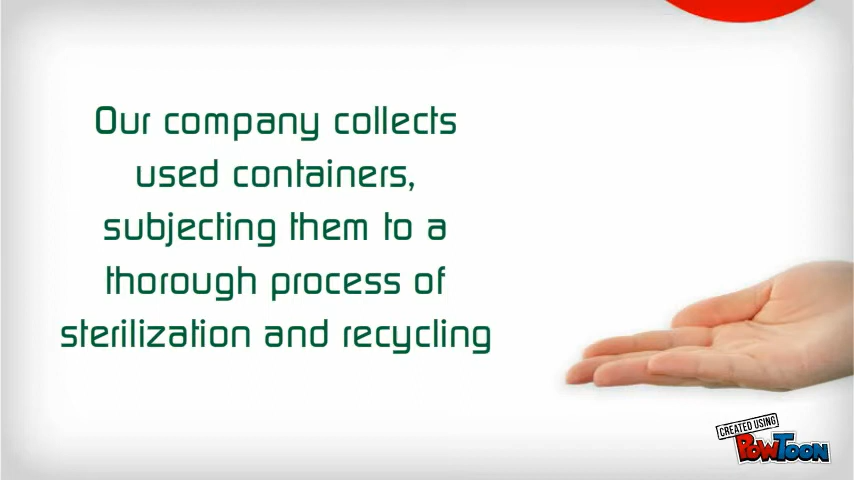 Our company collects
used containers,
subjecting them to a
thorough process of
sterilization and recycling
CREATED USING
POWTOON